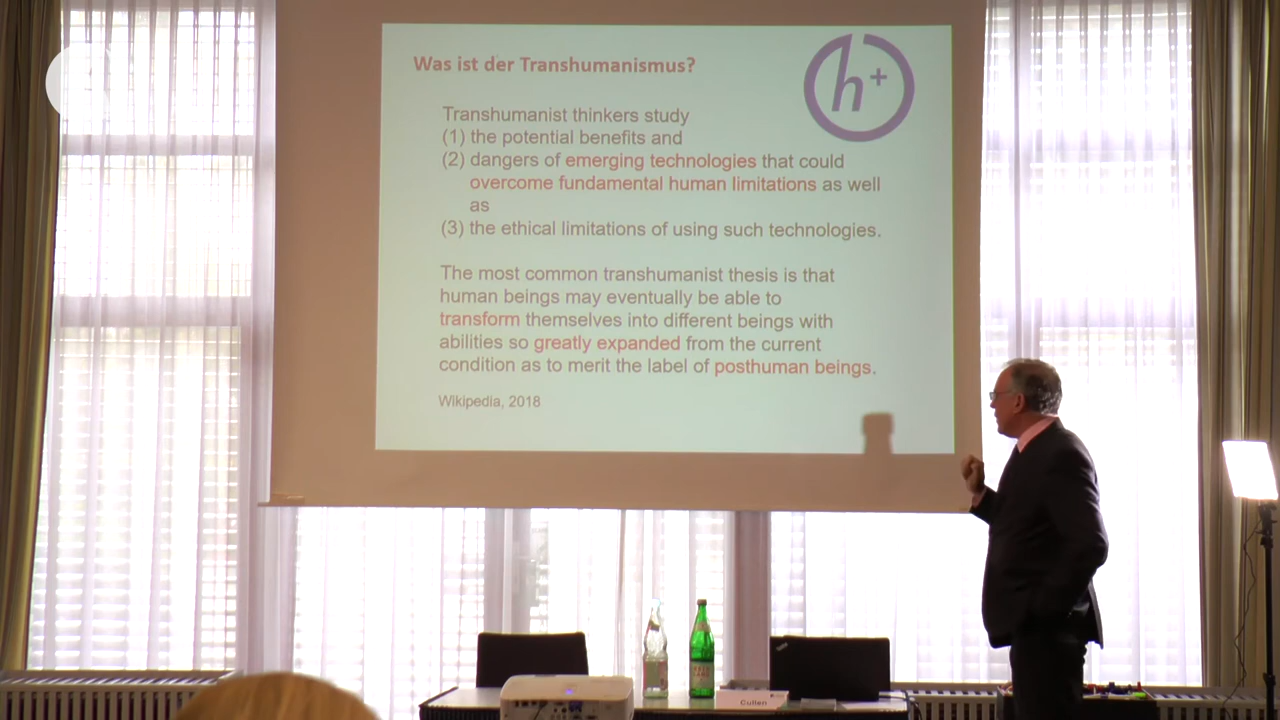 Was ist der Transhumanismus?
h+
Transhumanist thinkers study
(1) the potential benefits and
(2) dangers of emerging technologies that could
overcome fundamental human limitations as well
as
(3) the ethical limitations of using such technologies.
The most common transhumanist thesis is that
human beings may eventually be able to
transform themselves into different beings with
abilities so greatly expanded from the current
condition as to merit the label of posthuman beings.
Wikipedia, 2018
Cullen